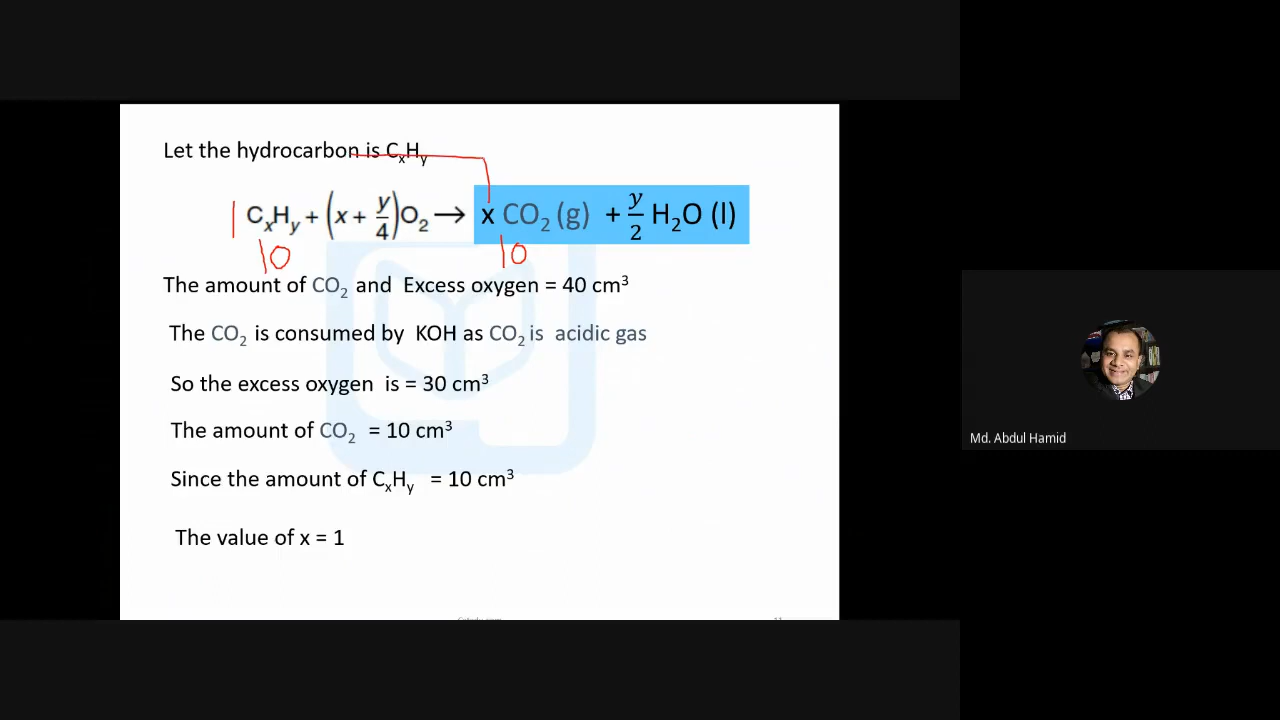 Let the hydrocarbon is CₓHᵧ
1 CₓHᵧ + (x + y/4)O₂ → x CO₂ (g) + y/2 H₂O (l)
10 10
The amount of CO₂ and Excess oxygen = 40 cm³
The CO₂ is consumed by KOH as CO₂ is acidic gas
So the excess oxygen is = 30 cm³
The amount of CO₂ = 10 cm³
Since the amount of CₓHᵧ = 10 cm³
The value of x = 1
Md. Abdul Hamid